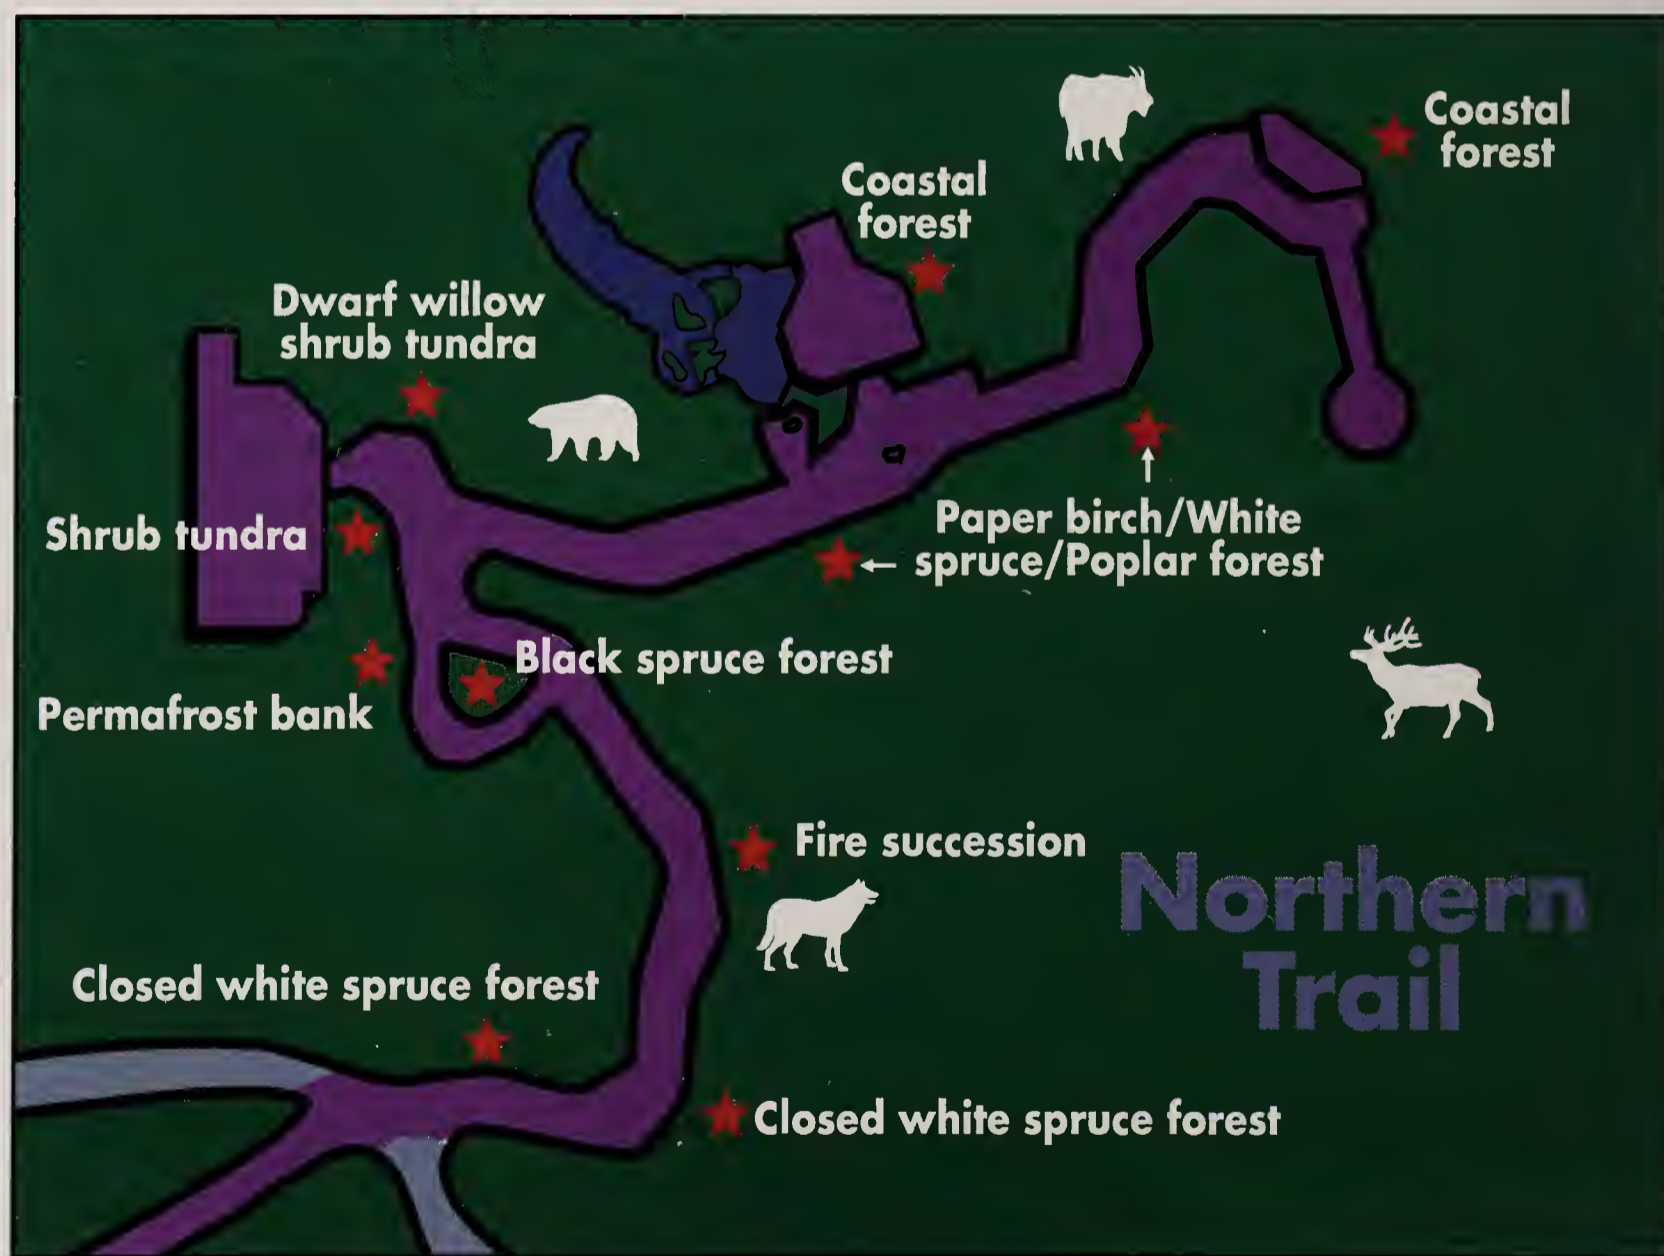 Coastal
forest
Coastal
forest
Dwarf willow
shrub tundra
Shrub tundra
Paper birch/White
spruce/Poplar forest
Black spruce forest
Permafrost bank
Fire succession
Northern
Trail
Closed white spruce forest
Closed white spruce forest